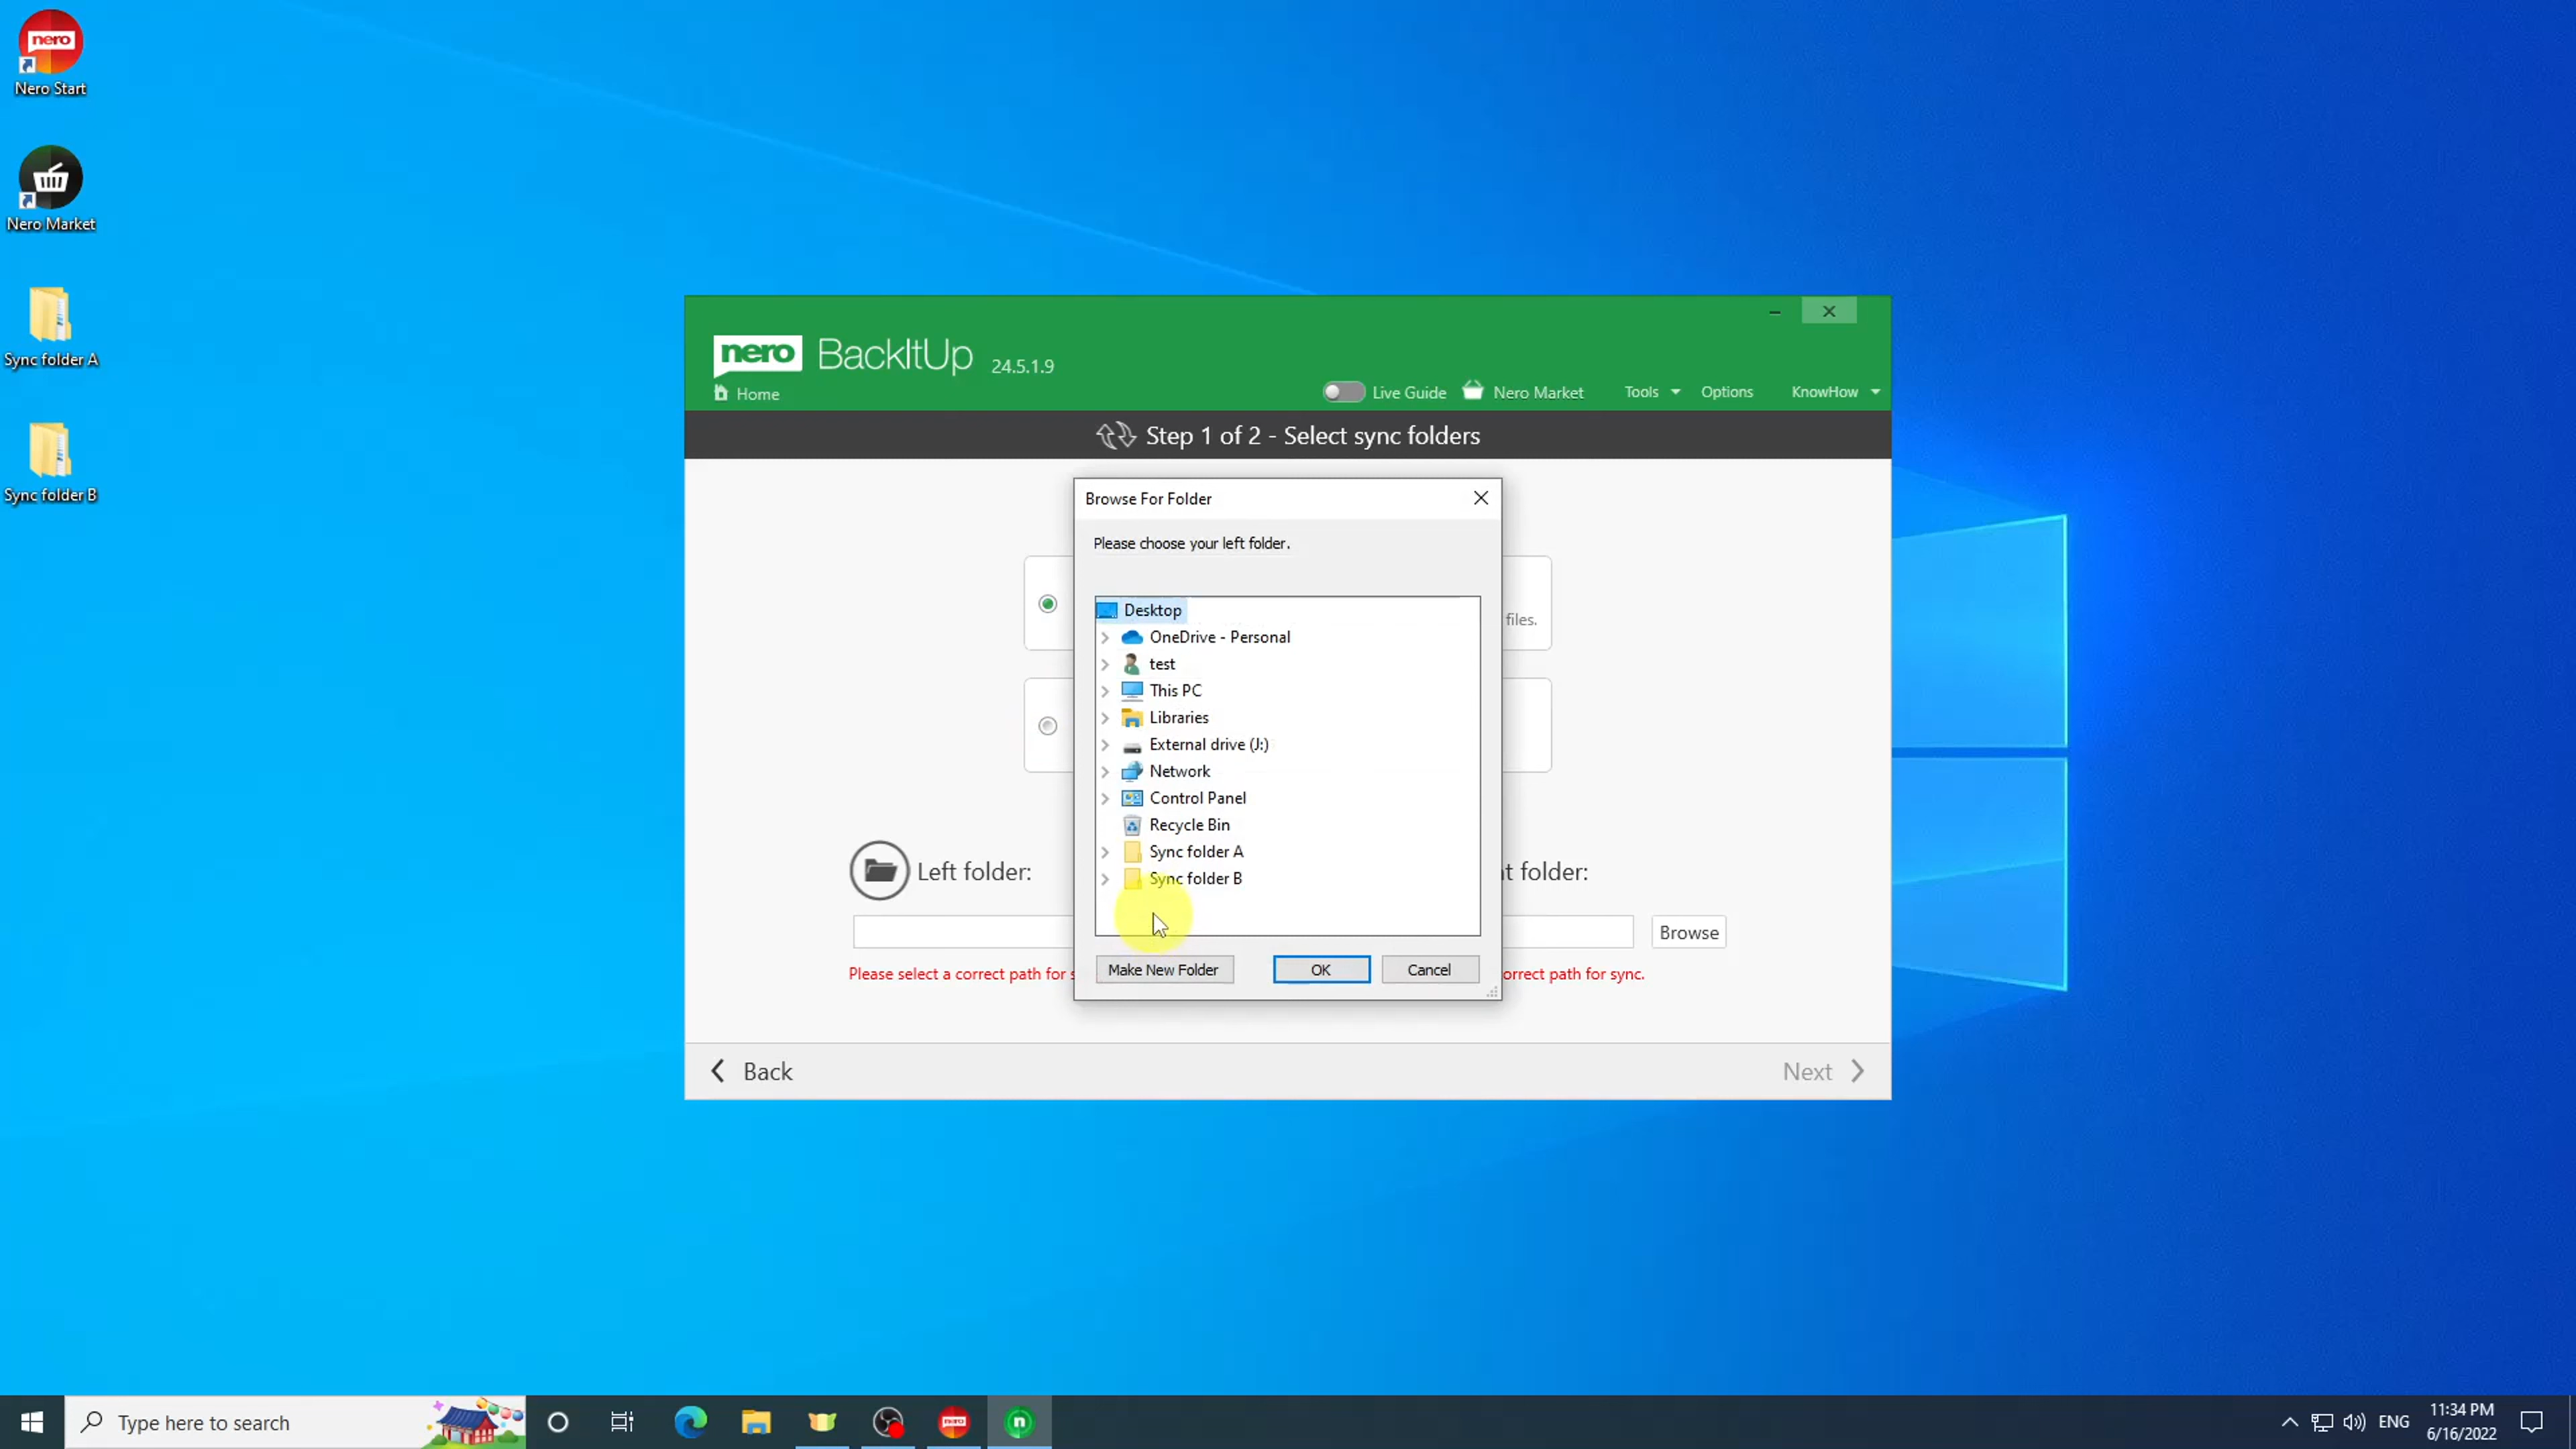 nero
Nero Start
Nero Market
Sync folder A
Sync folder B
nero BackItUp 24.5.1.9
Home
Live Guide
Nero Market
Tools
Options
KnowHow
Step 1 of 2 - Select sync folders
Browse For Folder
Please choose your left folder.
Desktop
OneDrive - Personal
test
This PC
Libraries
External drive (J:)
Network
Control Panel
Recycle Bin
Sync folder A
Sync folder B
files.
Left folder:
t folder:
Browse
Please select a correct path for s
orrect path for sync.
Make New Folder
OK
Cancel
Back
Next
Type here to search
nero
n
ENG
11:34 PM
6/16/2022